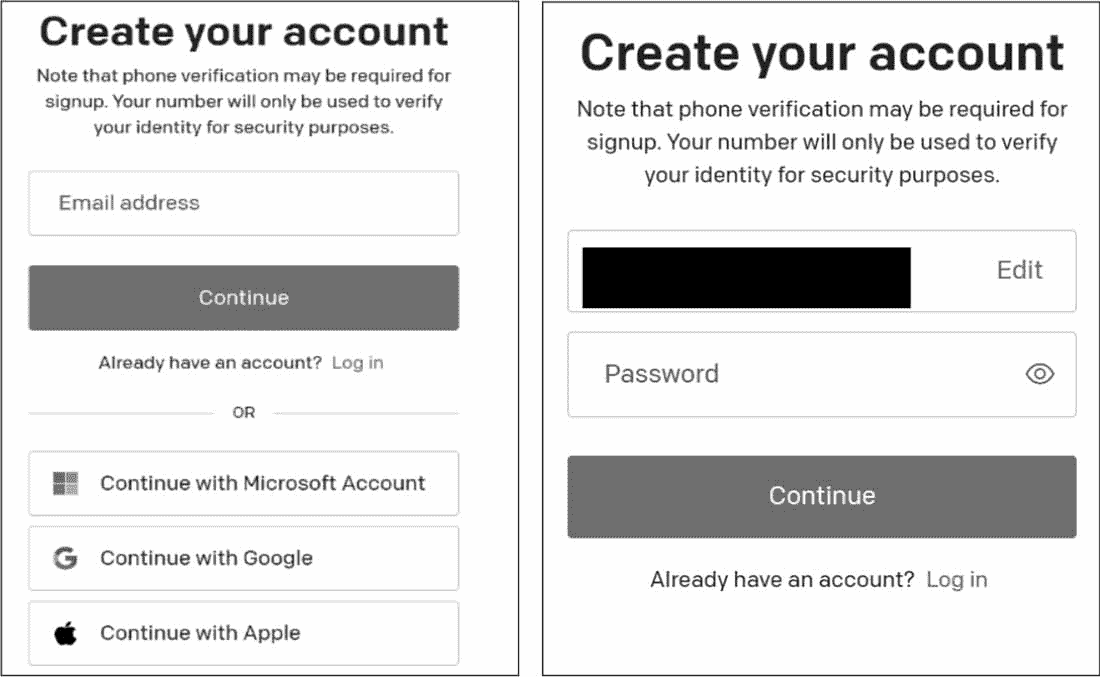 Create your account
Note that phone verification may be required for
signup. Your number will only be used to verify
your identity for security purposes.
Email address
Continue
Already have an account? Log in
OR
Continue with Microsoft Account
Continue with Google
Continue with Apple
Create your account
Note that phone verification may be required for
signup. Your number will only be used to verify
your identity for security purposes.
Edit
Password
Continue
Already have an account? Log in